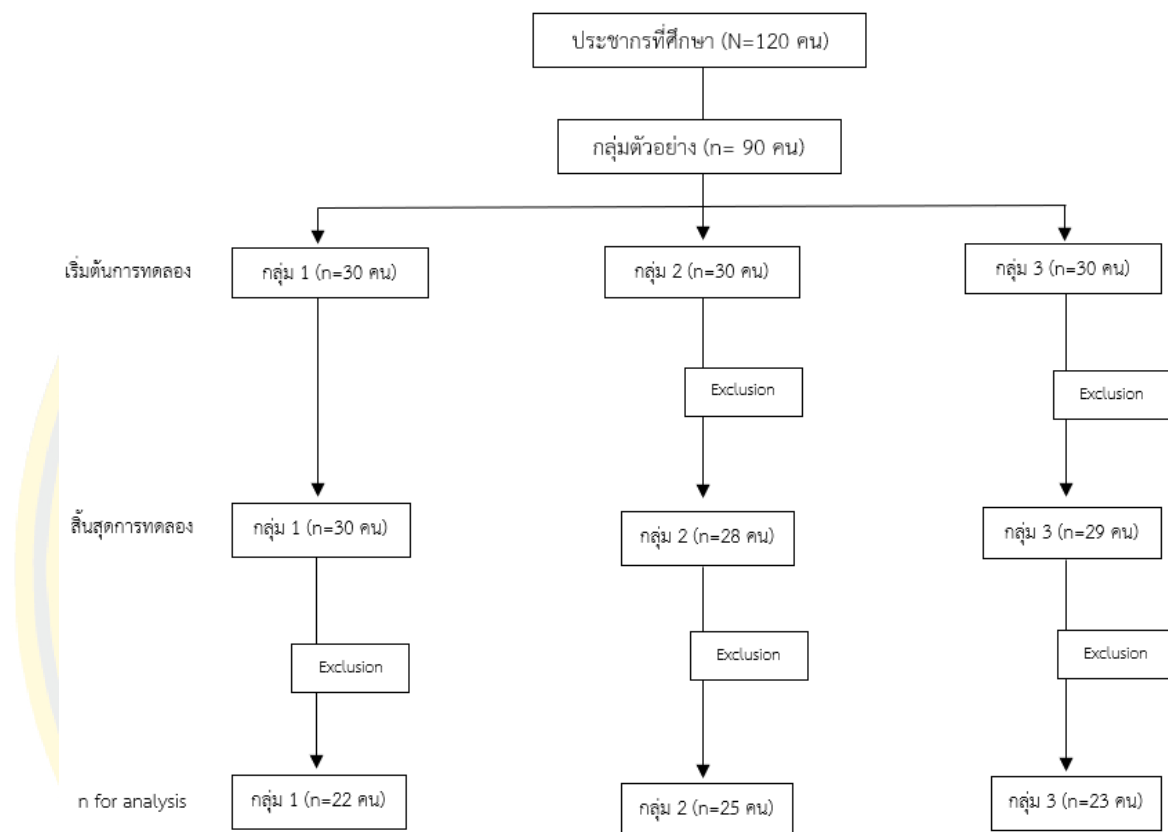 ประชากรที่ศึกษา (N=120 คน)
กลุ่มตัวอย่าง (n= 90 คน)
เริ่มต้นการทดลอง
กลุ่ม 1 (n=30 คน)
กลุ่ม 2 (n=30 คน)
กลุ่ม 3 (n=30 คน)
Exclusion
Exclusion
สิ้นสุดการทดลอง
กลุ่ม 1 (n=30 คน)
กลุ่ม 2 (n=28 คน)
กลุ่ม 3 (n=29 คน)
Exclusion
Exclusion
Exclusion
n for analysis
กลุ่ม 1 (n=22 คน)
กลุ่ม 2 (n=25 คน)
กลุ่ม 3 (n=23 คน)